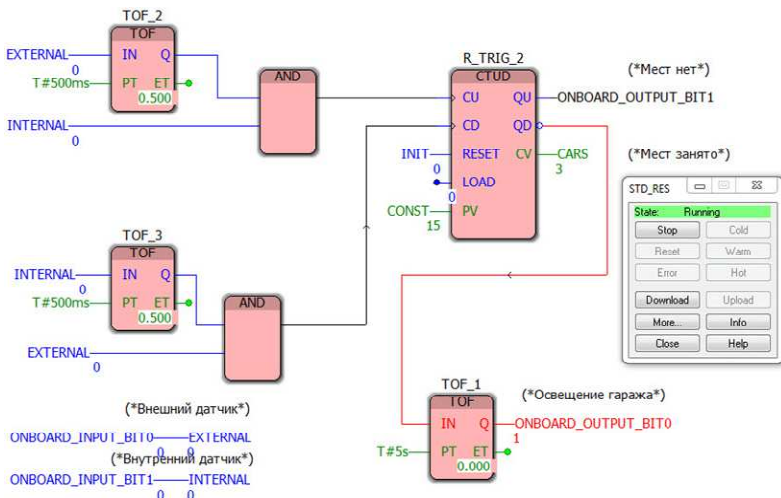 TOF_2
TOF
EXTERNAL IN Q
0
T#500ms PT ET
0.500
AND
INTERNAL
0
R_TRIG_2
CTUD
CU QU ONBOARD_OUTPUT_BIT1
CD QD
INIT RESET CV CARS
0 3
LOAD
0
CONST PV
15
(*Мест нет*)
(*Мест занято*)
STD_RES
State: Running
Stop Cold
Reset Warm
Error Hot
Download Upload
More... Info
Close Help
TOF_3
TOF
INTERNAL IN Q
0
T#500ms PT ET
0.500
AND
EXTERNAL
0
TOF_1
TOF
(*Освещение гаража*)
IN Q ONBOARD_OUTPUT_BIT0
1
T#5s PT ET
0.000
(*Внешний датчик*)
ONBOARD_INPUT_BIT0 EXTERNAL
0 0
(*Внутренний датчик*)
ONBOARD_INPUT_BIT1 INTERNAL
0 0